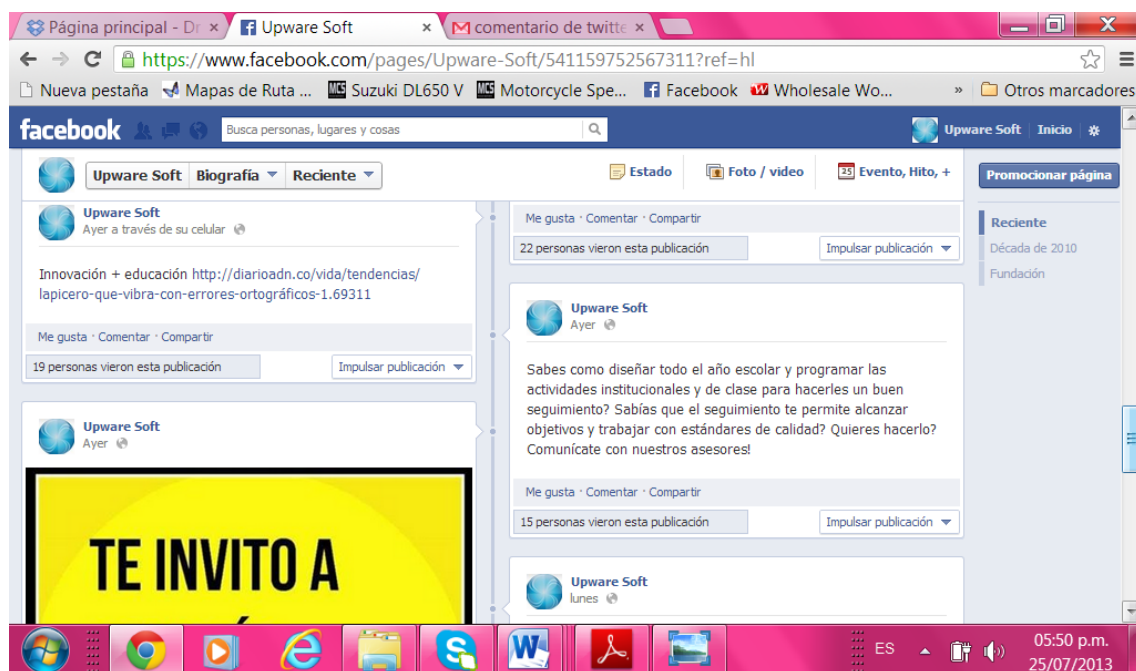 Página principal - Dr
Upware Soft
comentario de twitte
https://www.facebook.com/pages/Upware-Soft/541159752567311?ref=hl
Nueva pestaña Mapas de Ruta ... MCS Suzuki DL650 V MCS Motorcycle Spe... Facebook Wholesale Wo... » Otros marcadores
facebook Busca personas, lugares y cosas Upware Soft Inicio
Upware Soft Biografía Reciente Estado Foto / video 25 Evento, Hito, + Promocionar página
Reciente
Década de 2010
Fundación
Upware Soft
Ayer a través de su celular
Innovación + educación http://diarioadn.co/vida/tendencias/
lapicero-que-vibra-con-errores-ortográficos-1.69311
Me gusta · Comentar · Compartir
19 personas vieron esta publicación Impulsar publicación
Upware Soft
Ayer
TE INVITO A
Me gusta · Comentar · Compartir
22 personas vieron esta publicación Impulsar publicación
Upware Soft
Ayer
Sabes como diseñar todo el año escolar y programar las
actividades institucionales y de clase para hacerles un buen
seguimiento? Sabías que el seguimiento te permite alcanzar
objetivos y trabajar con estándares de calidad? Quieres hacerlo?
Comunícate con nuestros asesores!
Me gusta · Comentar · Compartir
15 personas vieron esta publicación Impulsar publicación
Upware Soft
lunes
ES 05:50 p.m.
25/07/2013